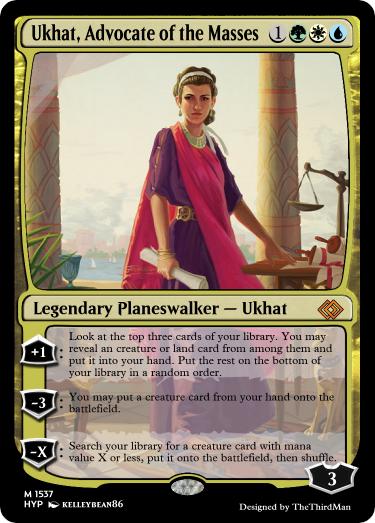 Ukhat, Advocate of the Masses 1
Legendary Planeswalker — Ukhat
+1: Look at the top three cards of your library. You may
reveal an creature or land card from among them and
put it into your hand. Put the rest on the bottom of
your library in a random order.
-3: You may put a creature card from your hand onto the
battlefield.
-X: Search your library for a creature card with mana
value X or less, put it onto the battlefield, then shuffle.
3
M 1537
HYP KELLEYBEAN86
Designed by TheThirdMan